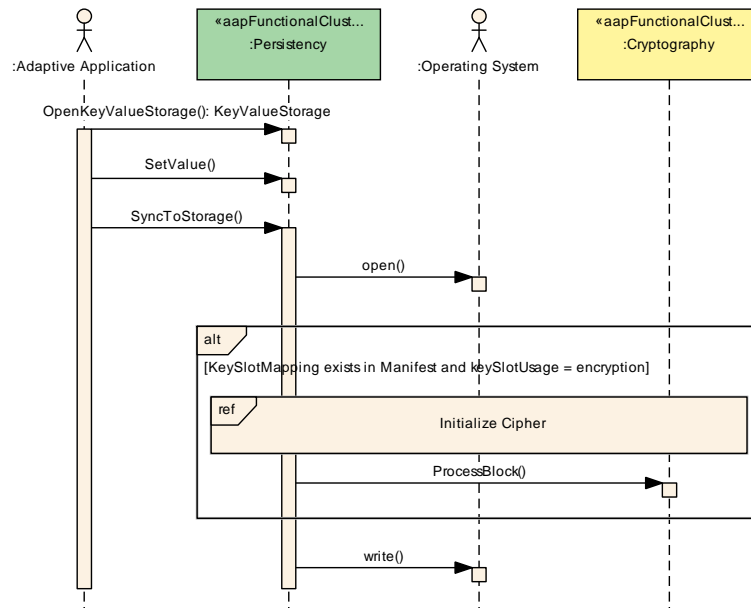 «aapFunctionalClust...
:Persistency
«aapFunctionalClust...
:Cryptography
:Adaptive Application
:Operating System
OpenKeyValueStorage(): KeyValueStorage
SetValue()
SyncToStorage()
open()
alt
[KeySlotMapping exists in Manifest and keySlotUsage = encryption]
ref
Initialize Cipher
ProcessBlock()
write()